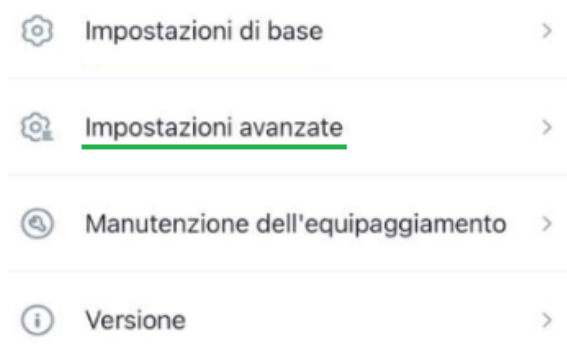 Impostazioni di base
Impostazioni avanzate
Manutenzione dell'equipaggiamento
Versione